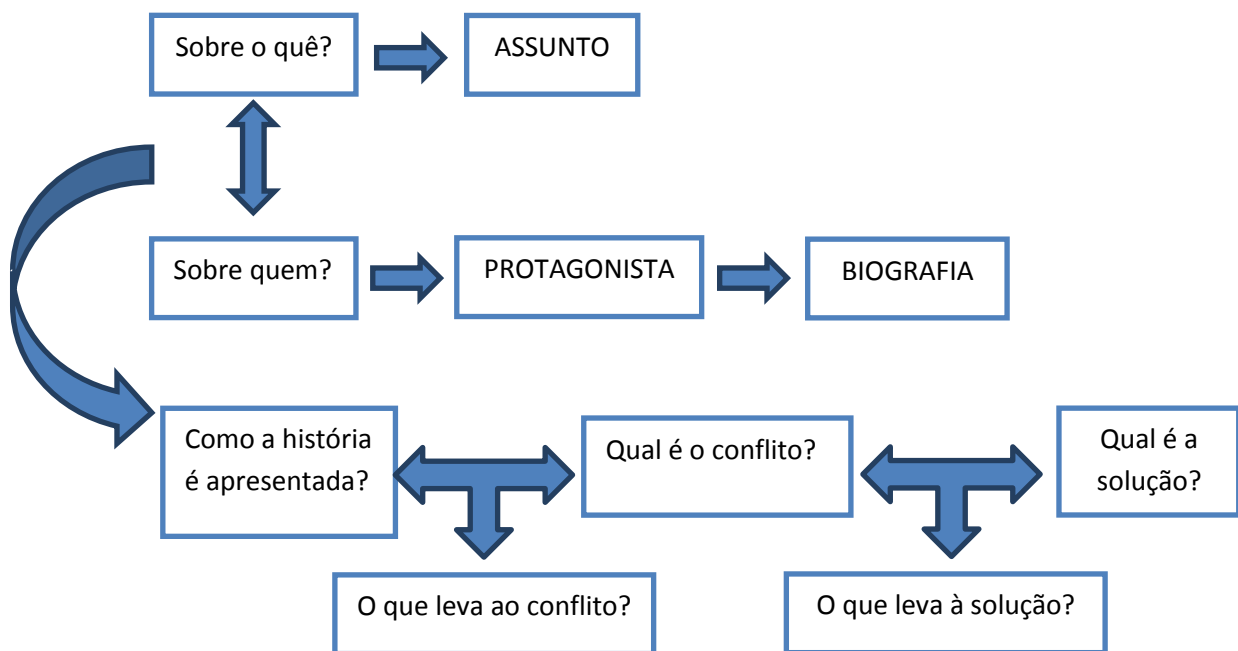 Sobre o quê?
ASSUNTO
Sobre quem?
PROTAGONISTA
BIOGRAFIA
Como a história
é apresentada?
Qual é o conflito?
Qual é a
solução?
O que leva ao conflito?
O que leva à solução?